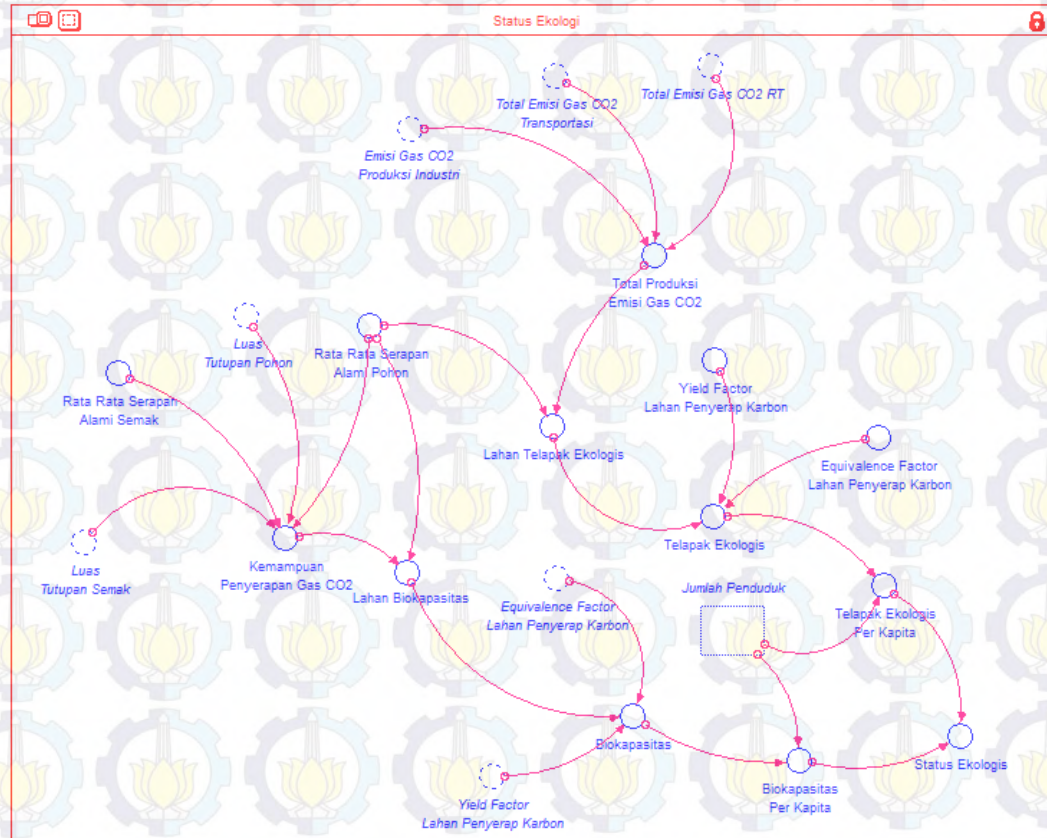 Status Ekologi
Total Emisi Gas CO2
Transportasi
Total Emisi Gas CO2 RT
Emisi Gas CO2
Produksi Industri
Total Produksi
Emisi Gas CO2
Luas
Tutupan Pohon
Rata Rata Serapan
Alami Pohon
Rata Rata Serapan
Alami Semak
Yield Factor
Lahan Penyerap Karbon
Lahan Telapak Ekologis
Equivalence Factor
Lahan Penyerap Karbon
Telapak Ekologis
Luas
Tutupan Semak
Kemampuan
Penyerapan Gas CO2
Lahan Biokapasitas
Equivalence Factor
Lahan Penyerap Karbon
Jumlah Penduduk
Telapak Ekologis
Per Kapita
Biokapasitas
Status Ekologis
Biokapasitas
Per Kapita
Yield Factor
Lahan Penyerap Karbon